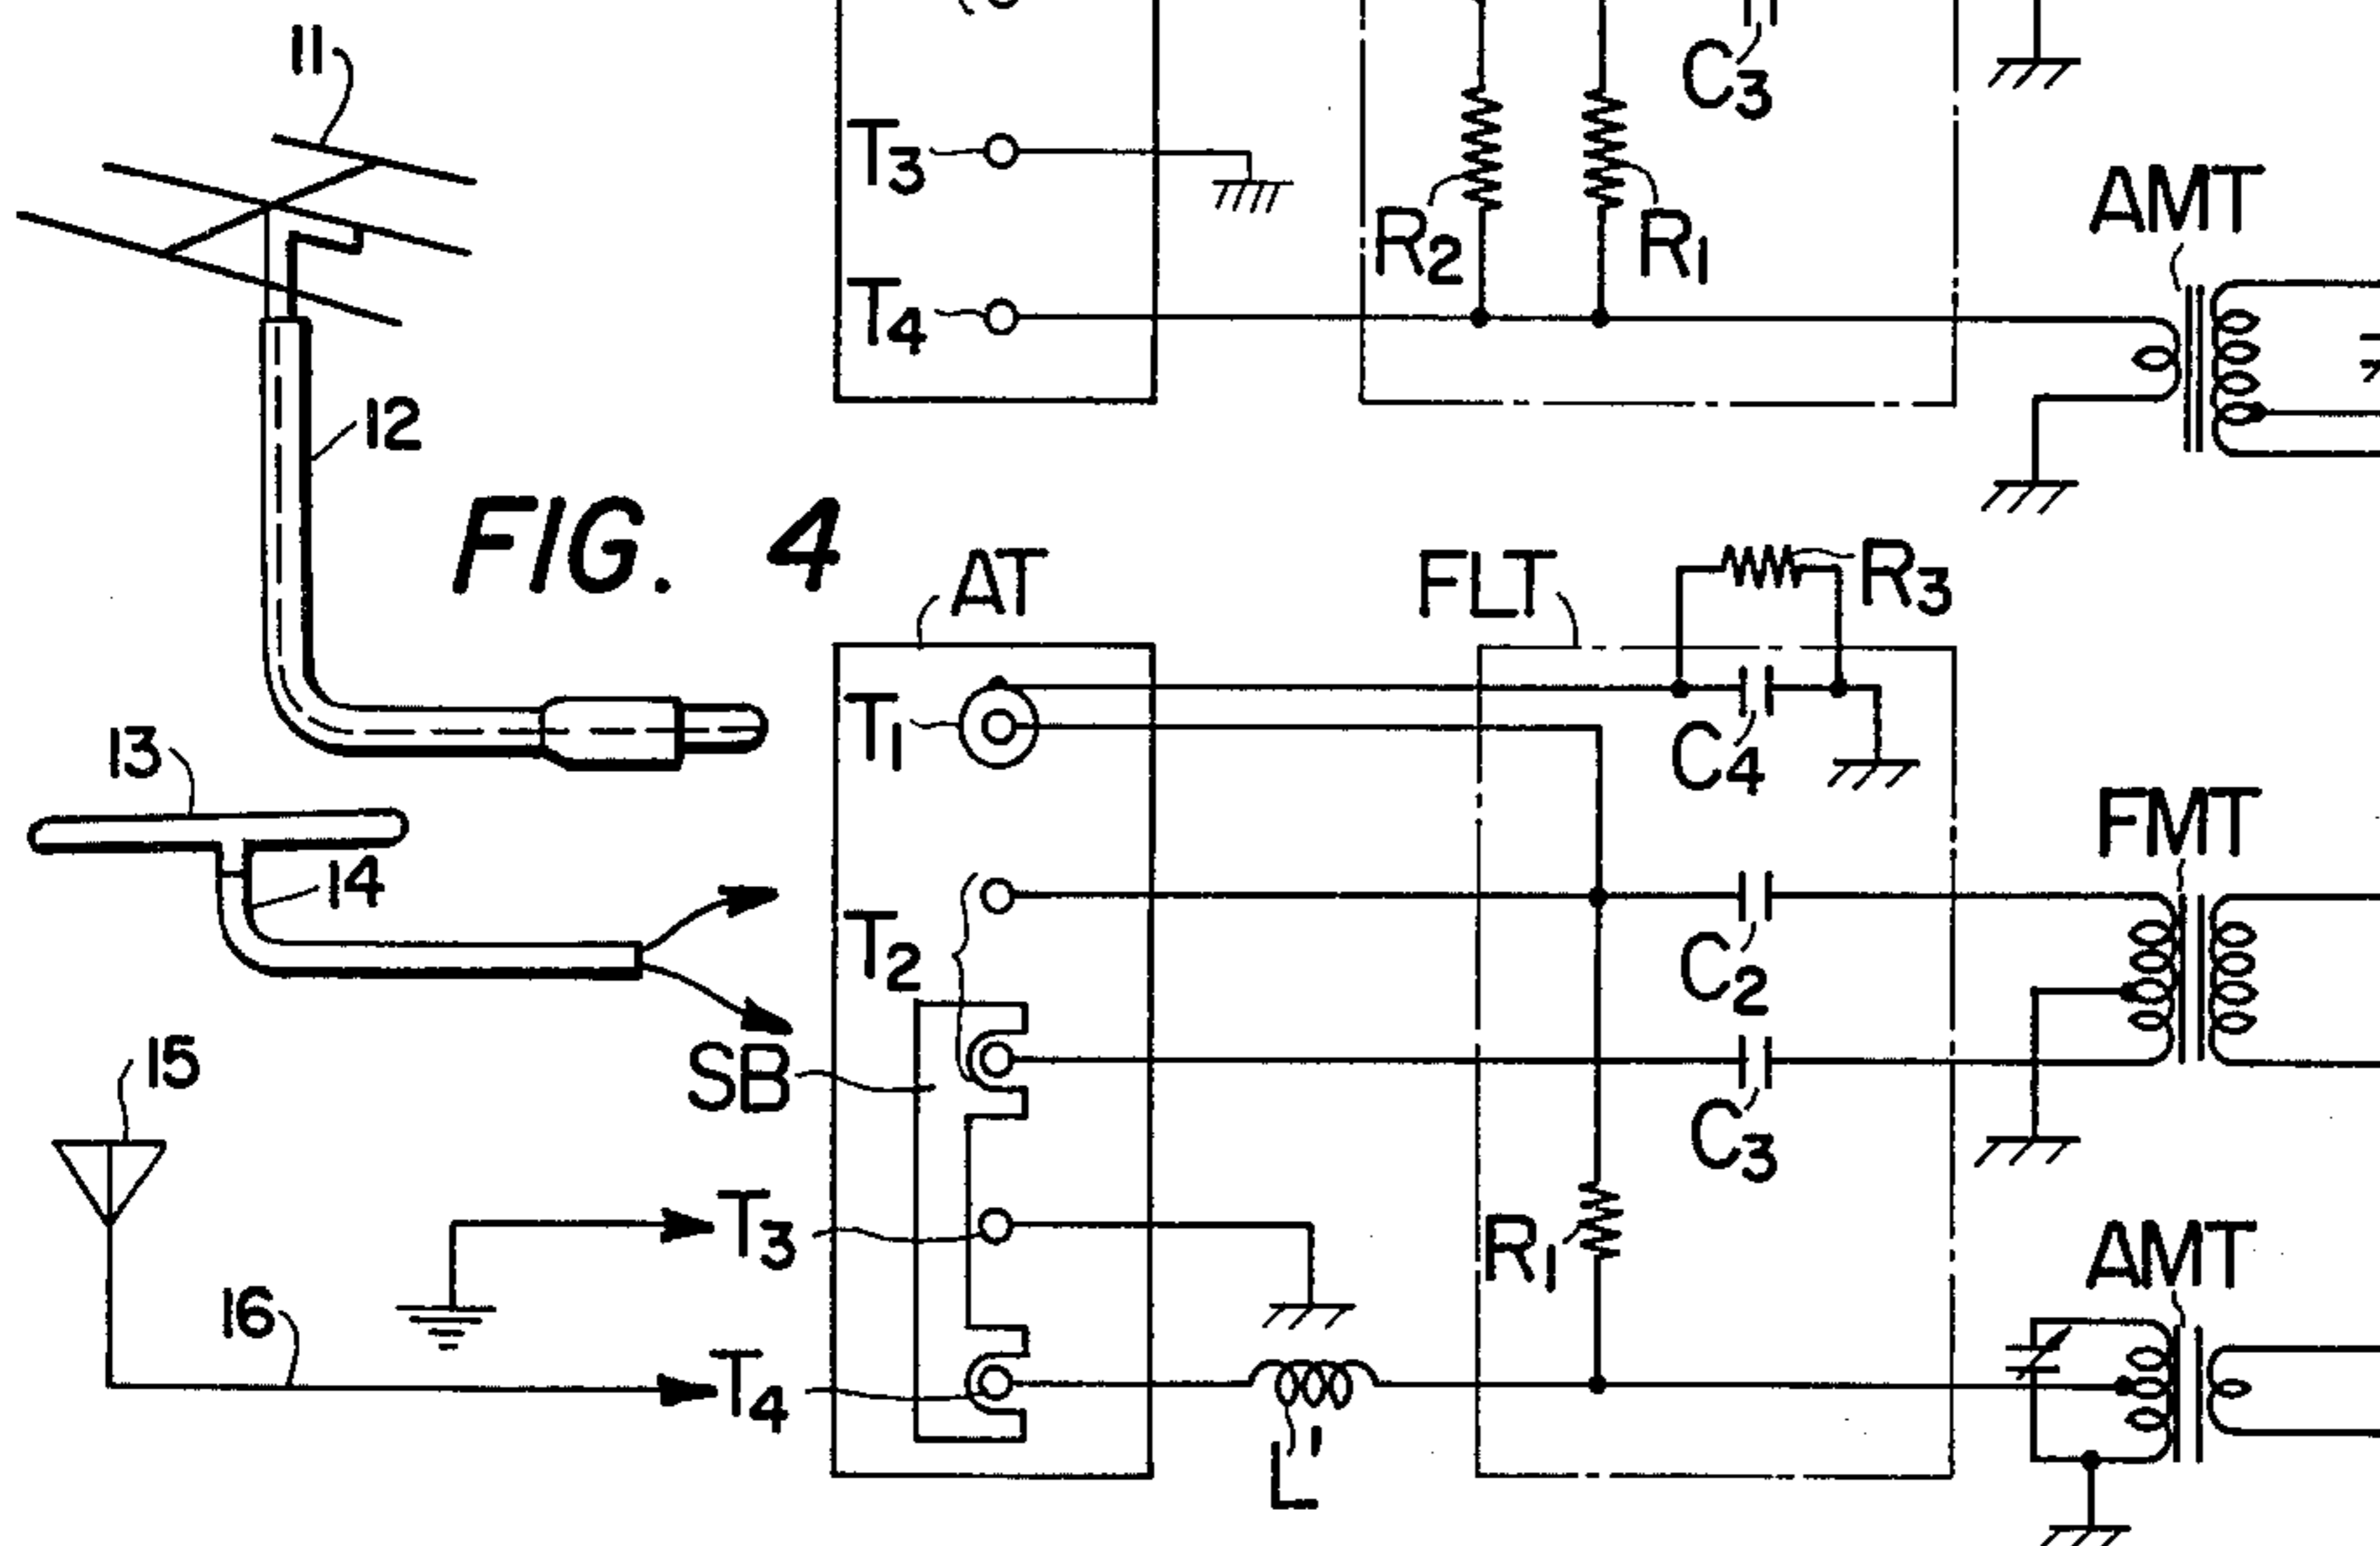 11
C3
T3
AMT
R2
R1
T4
12
FIG. 4
AT
FLT
R3
T1
C4
13
FMT
14
T2
C2
SB
C3
15
T3
R1
AMT
16
T4
L'